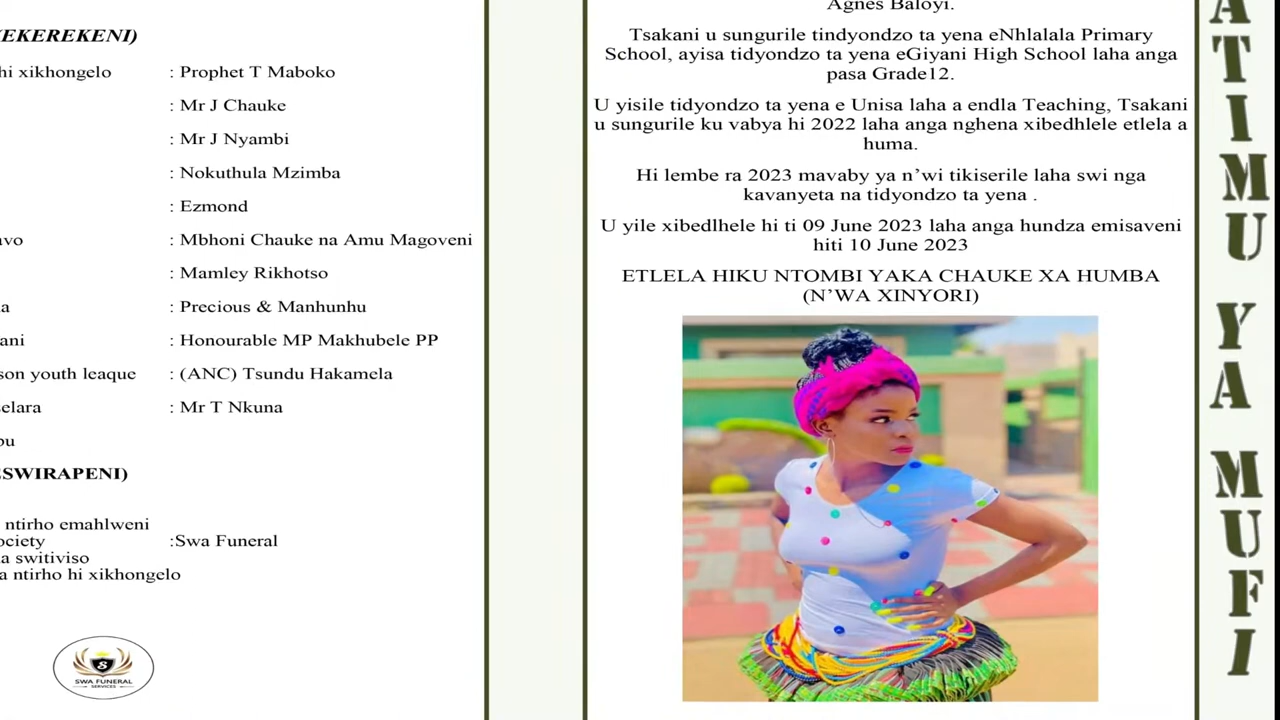 EKEREKENI)
hi xikhongelo : Prophet T Maboko
: Mr J Chauke
: Mr J Nyambi
: Nokuthula Mzimba
: Ezmond
avo : Mbhoni Chauke na Amu Magoveni
: Mamley Rikhotso
a : Precious & Manhunhu
ani : Honourable MP Makhubele PP
son youth leaque : (ANC) Tsundu Hakamela
elara : Mr T Nkuna
bu
SWIRAPENI)
ntirho emahlweni
ociety :Swa Funeral
a switiviso
a ntirho hi xikhongelo
S
SWA FUNERAL
SERVICES
Agnes Baloyi.
Tsakani u sungurile tindyondzo ta yena eNhlalala Primary
School, ayisa tidyondzo ta yena eGiyani High School laha anga
pasa Grade12.
U yisile tidyondzo ta yena e Unisa laha a endla Teaching, Tsakani
u sungurile ku vabya hi 2022 laha anga nghena xibedhlele etlela a
huma.
Hi lembe ra 2023 mavaby ya n’wi tikiserile laha swi nga
kavanyeta na tidyondzo ta yena .
U yile xibedlhele hi ti 09 June 2023 laha anga hundza emisaveni
hiti 10 June 2023
ETLELA HIKU NTOMBI YAKA CHAUKE XA HUMBA
(N’WA XINYORI)
ATIMU YA MUFI